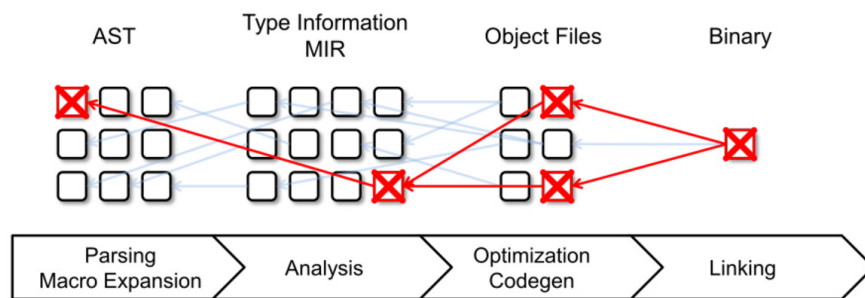 AST
Type Information
MIR
Object Files
Binary
Parsing
Macro Expansion
Analysis
Optimization
Codegen
Linking